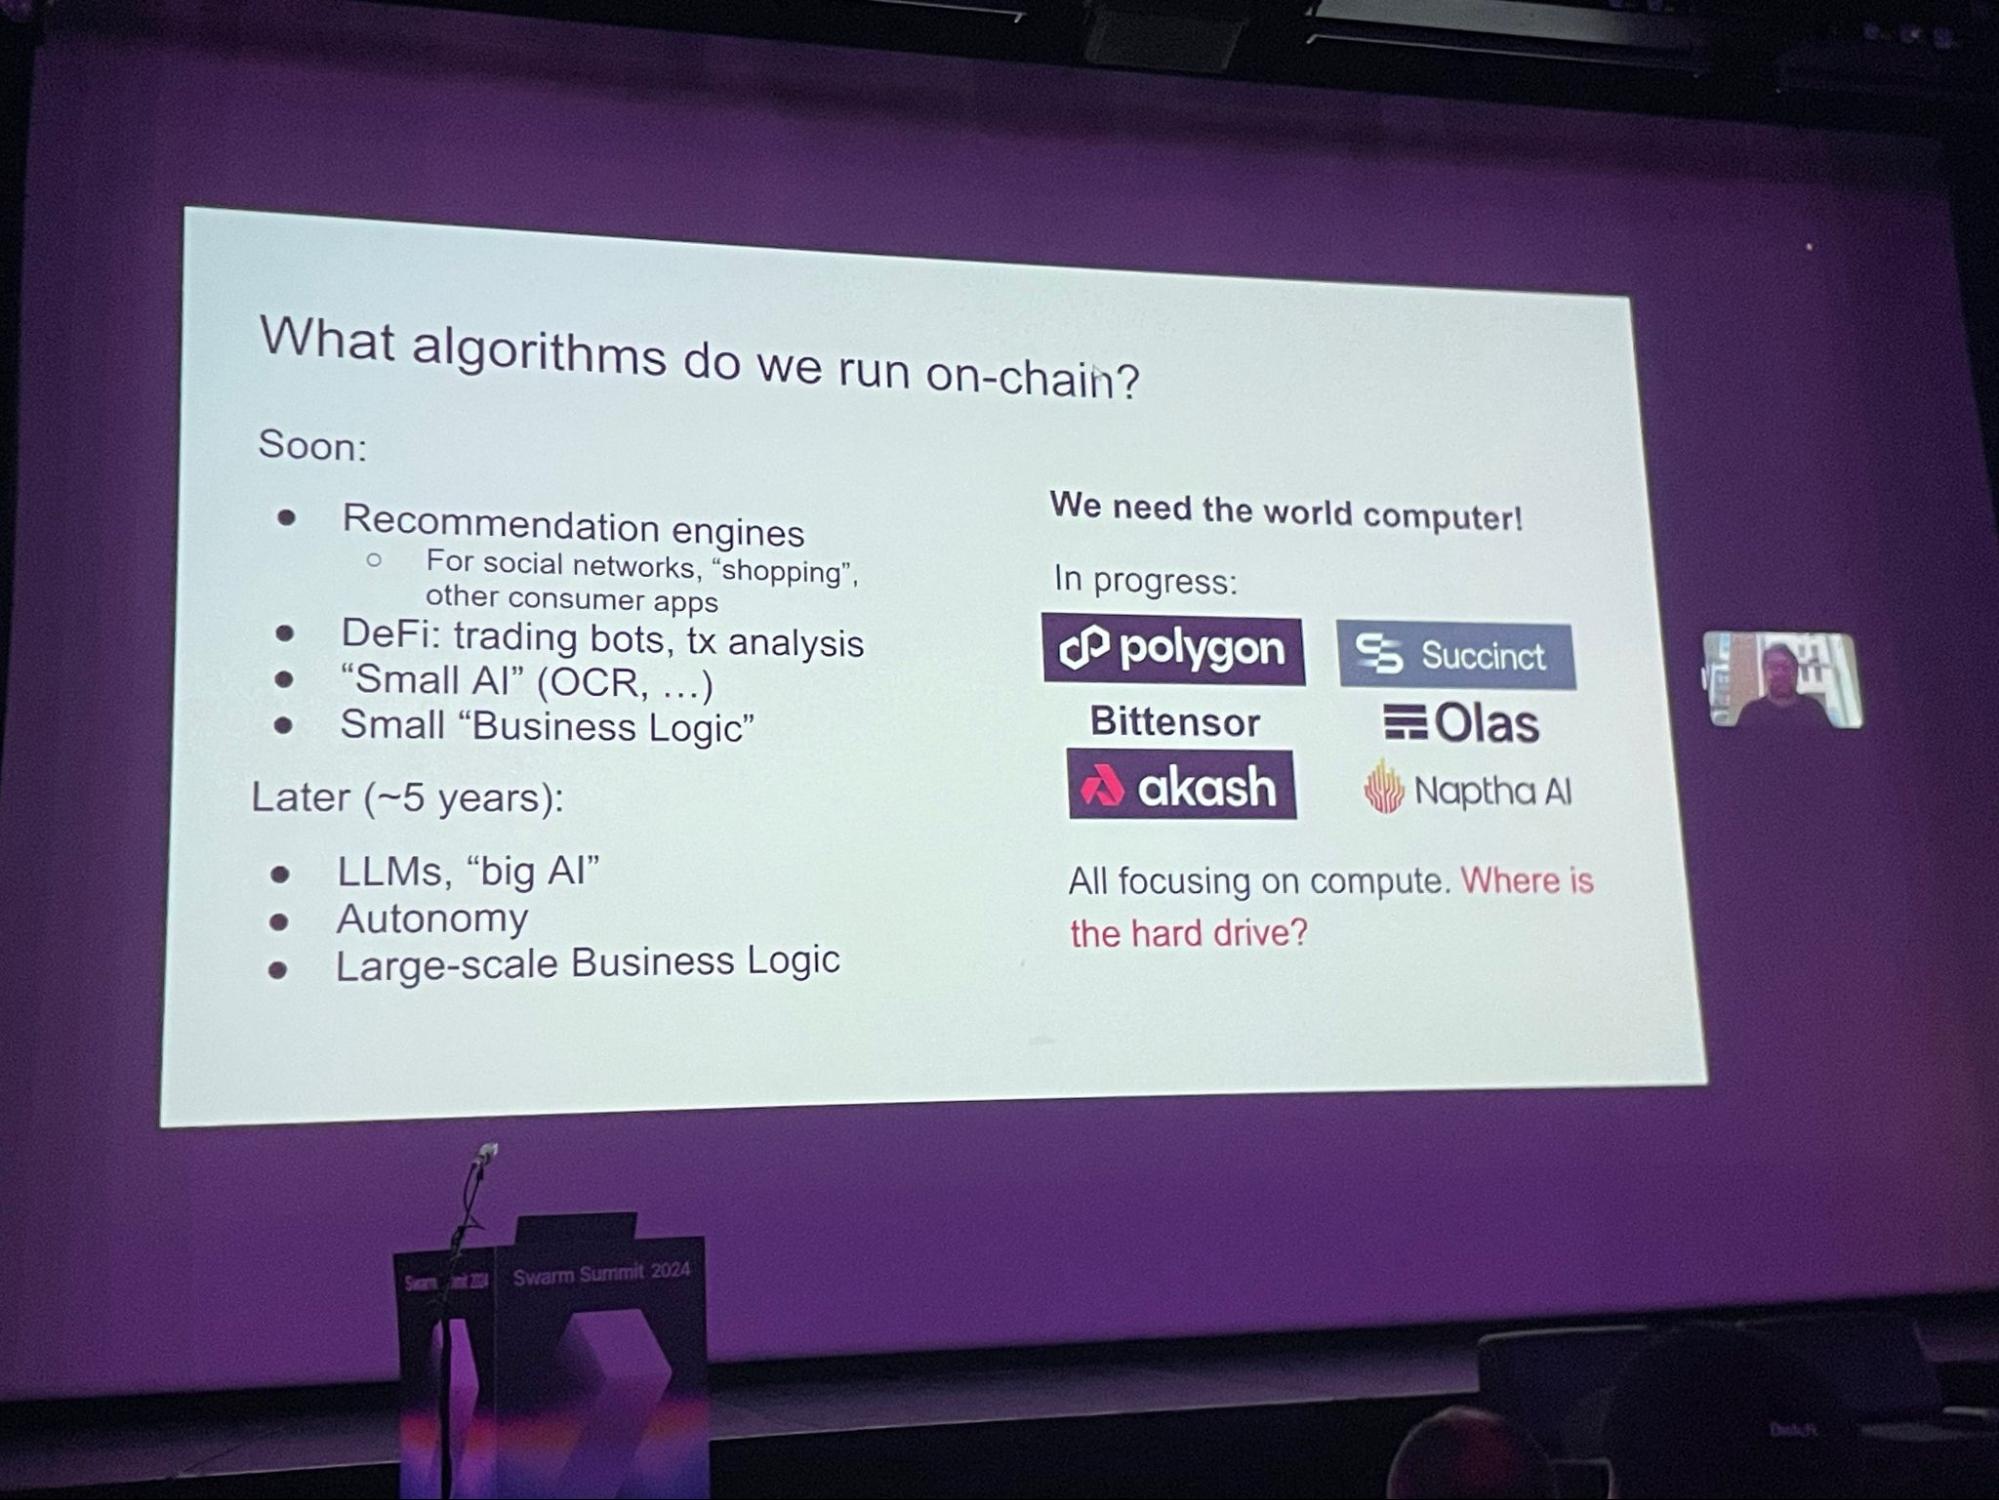 What algorithms do we run on-chain?
Soon:
● Recommendation engines
○ For social networks, “shopping”,
other consumer apps
● DeFi: trading bots, tx analysis
● “Small AI” (OCR, ...)
● Small “Business Logic”
Later (~5 years):
● LLMs, “big AI”
● Autonomy
● Large-scale Business Logic
We need the world computer!
In progress:
polygon
Succinct
Bittensor
Olas
akash
Naptha AI
All focusing on compute. Where is
the hard drive?
Swarm Summit 2024